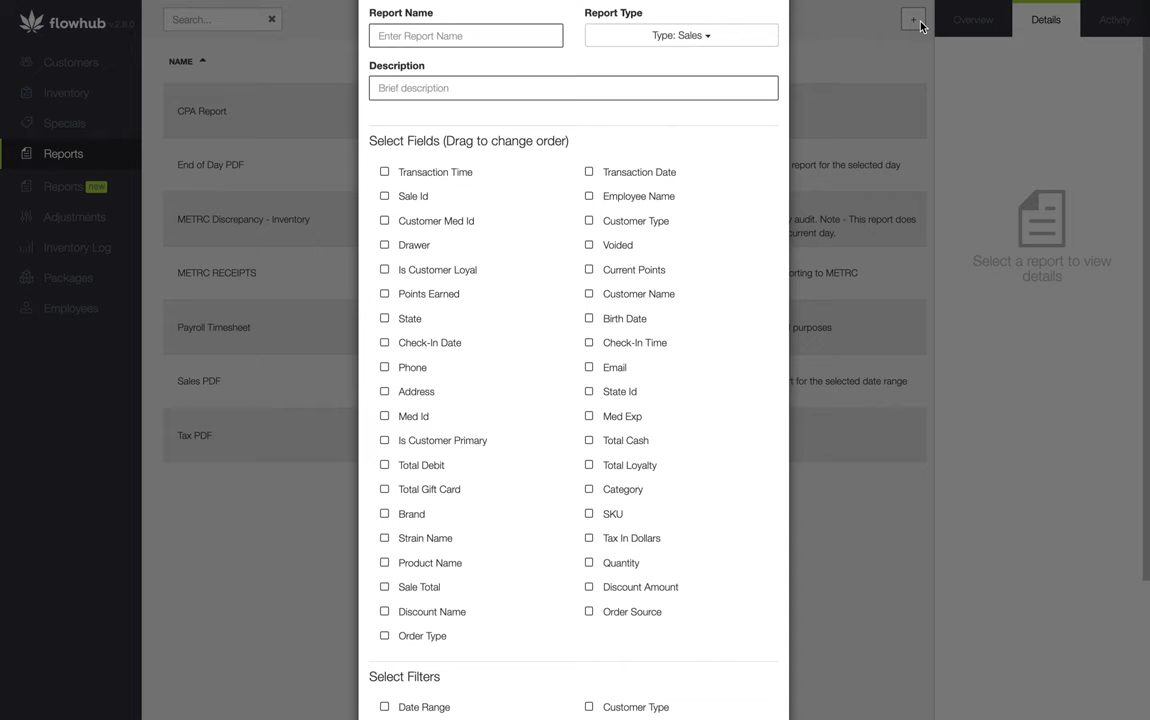 flowhub v2.8.0
Search...
+
Overview
Details
Activity
Customers
Inventory
Specials
Reports
Reports new
Adjustments
Inventory Log
Packages
Employees
NAME
CPA Report
End of Day PDF
report for the selected day
METRC Discrepancy - Inventory
audit. Note - This report does
current day.
METRC RECEIPTS
orting to METRC
Payroll Timesheet
purposes
Sales PDF
rt for the selected date range
Tax PDF
Select a report to view
details
Report Name
Report Type
Enter Report Name
Type: Sales
Description
Brief description
Select Fields (Drag to change order)
Transaction Time
Transaction Date
Sale Id
Employee Name
Customer Med Id
Customer Type
Drawer
Voided
Is Customer Loyal
Current Points
Points Earned
Customer Name
State
Birth Date
Check-In Date
Check-In Time
Phone
Email
Address
State Id
Med Id
Med Exp
Is Customer Primary
Total Cash
Total Debit
Total Loyalty
Total Gift Card
Category
Brand
SKU
Strain Name
Tax In Dollars
Product Name
Quantity
Sale Total
Discount Amount
Discount Name
Order Source
Order Type
Select Filters
Date Range
Customer Type